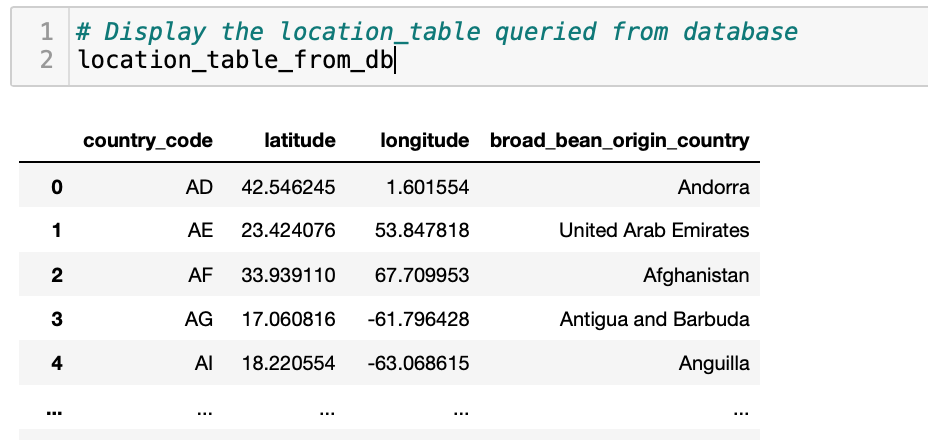 1 # Display the location_table queried from database
2 location_table_from_db
country_code latitude longitude broad_bean_origin_country
0 AD 42.546245 1.601554 Andorra
1 AE 23.424076 53.847818 United Arab Emirates
2 AF 33.939110 67.709953 Afghanistan
3 AG 17.060816 -61.796428 Antigua and Barbuda
4 AI 18.220554 -63.068615 Anguilla
... ... ... ... ...